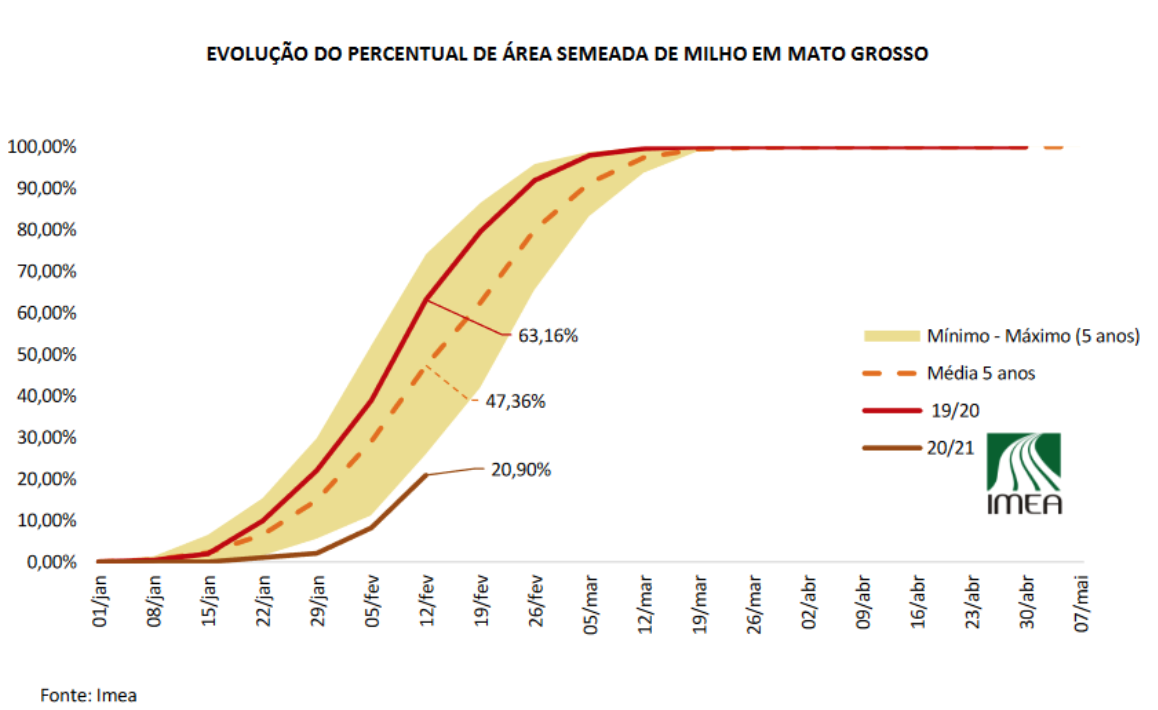 EVOLUÇÃO DO PERCENTUAL DE ÁREA SEMEADA DE MILHO EM MATO GROSSO
100,00%
90,00%
80,00%
70,00%
60,00%
50,00%
40,00%
30,00%
20,00%
10,00%
0,00%
63,16%
47,36%
20,90%
Mínimo - Máximo (5 anos)
Média 5 anos
19/20
20/21
IMEA
01/jan
08/jan
15/jan
22/jan
29/jan
05/fev
12/fev
19/fev
26/fev
05/mar
12/mar
19/mar
26/mar
02/abr
09/abr
16/abr
23/abr
30/abr
07/mai
Fonte: Imea